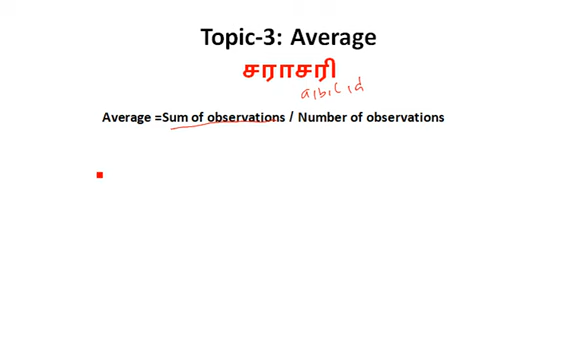 Topic-3: Average
சராசரி
a,b,c,d
Average =Sum of observations / Number of observations